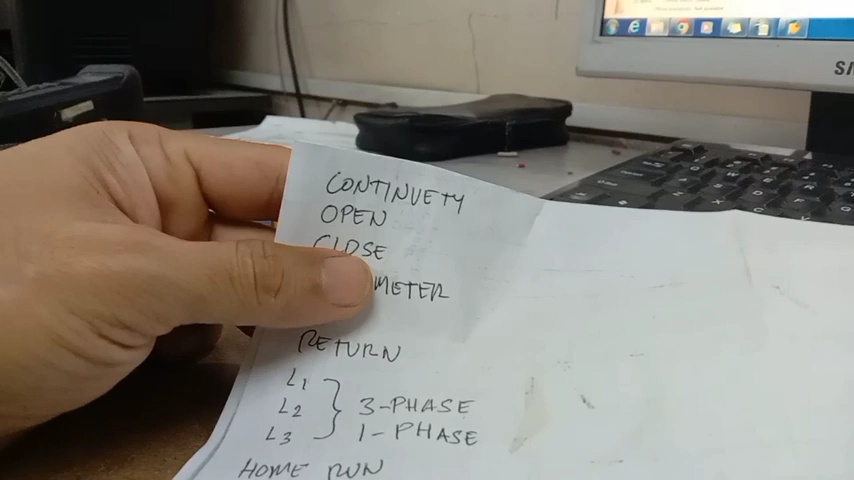 CONTINUETY
OPEN
CLOSE
METER
RETURN
L1
L2 } 3-PHASE
L3 1-PHASE
HOME RUN